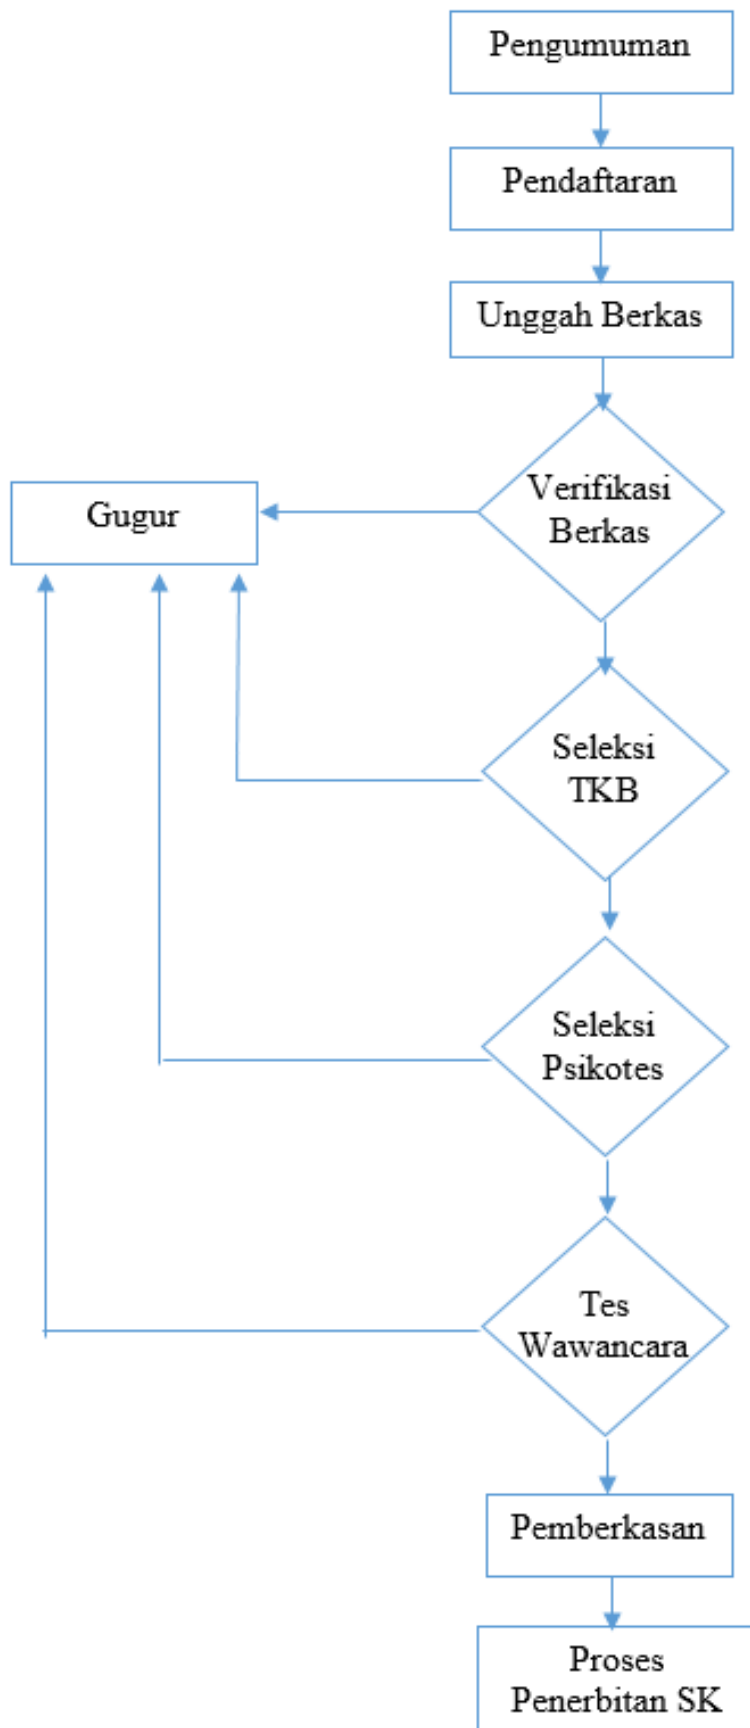 Pengumuman
Pendaftaran
Unggah Berkas
Verifikasi
Berkas
Gugur
Seleksi
TKB
Seleksi
Psikotes
Tes
Wawancara
Pemberkasan
Proses
Penerbitan SK